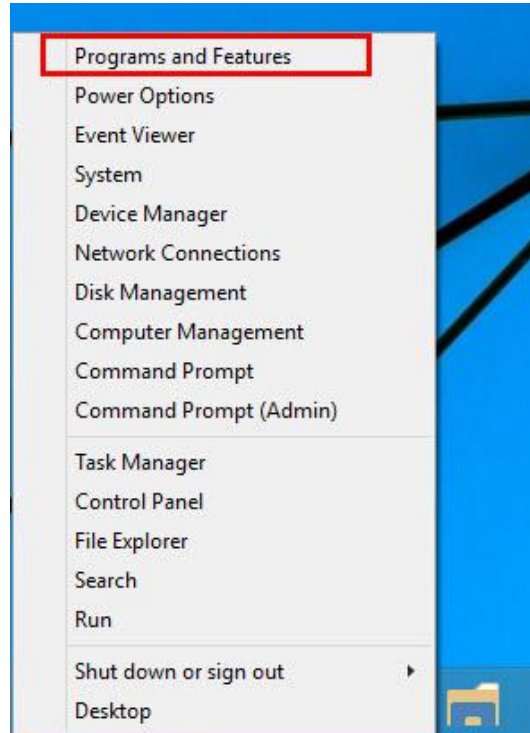 Programs and Features
Power Options
Event Viewer
System
Device Manager
Network Connections
Disk Management
Computer Management
Command Prompt
Command Prompt (Admin)
Task Manager
Control Panel
File Explorer
Search
Run
Shut down or sign out
Desktop